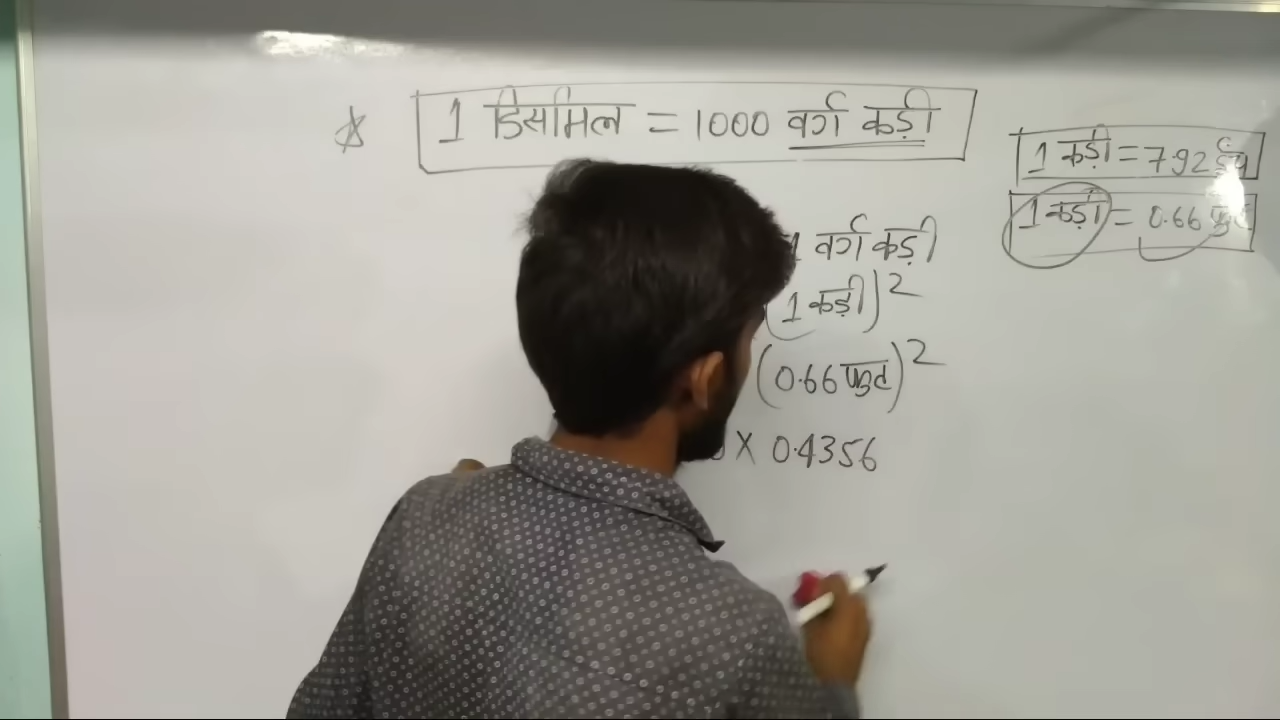 ☆ 1 डिसमिल = 1000 वर्ग कड़ी
1 कड़ी = 7.92 इंच
1 कड़ी = 0.66 फुट
1 वर्ग कड़ी
(1 कड़ी)²
(0.66 फुट)²
0 X 0.4356